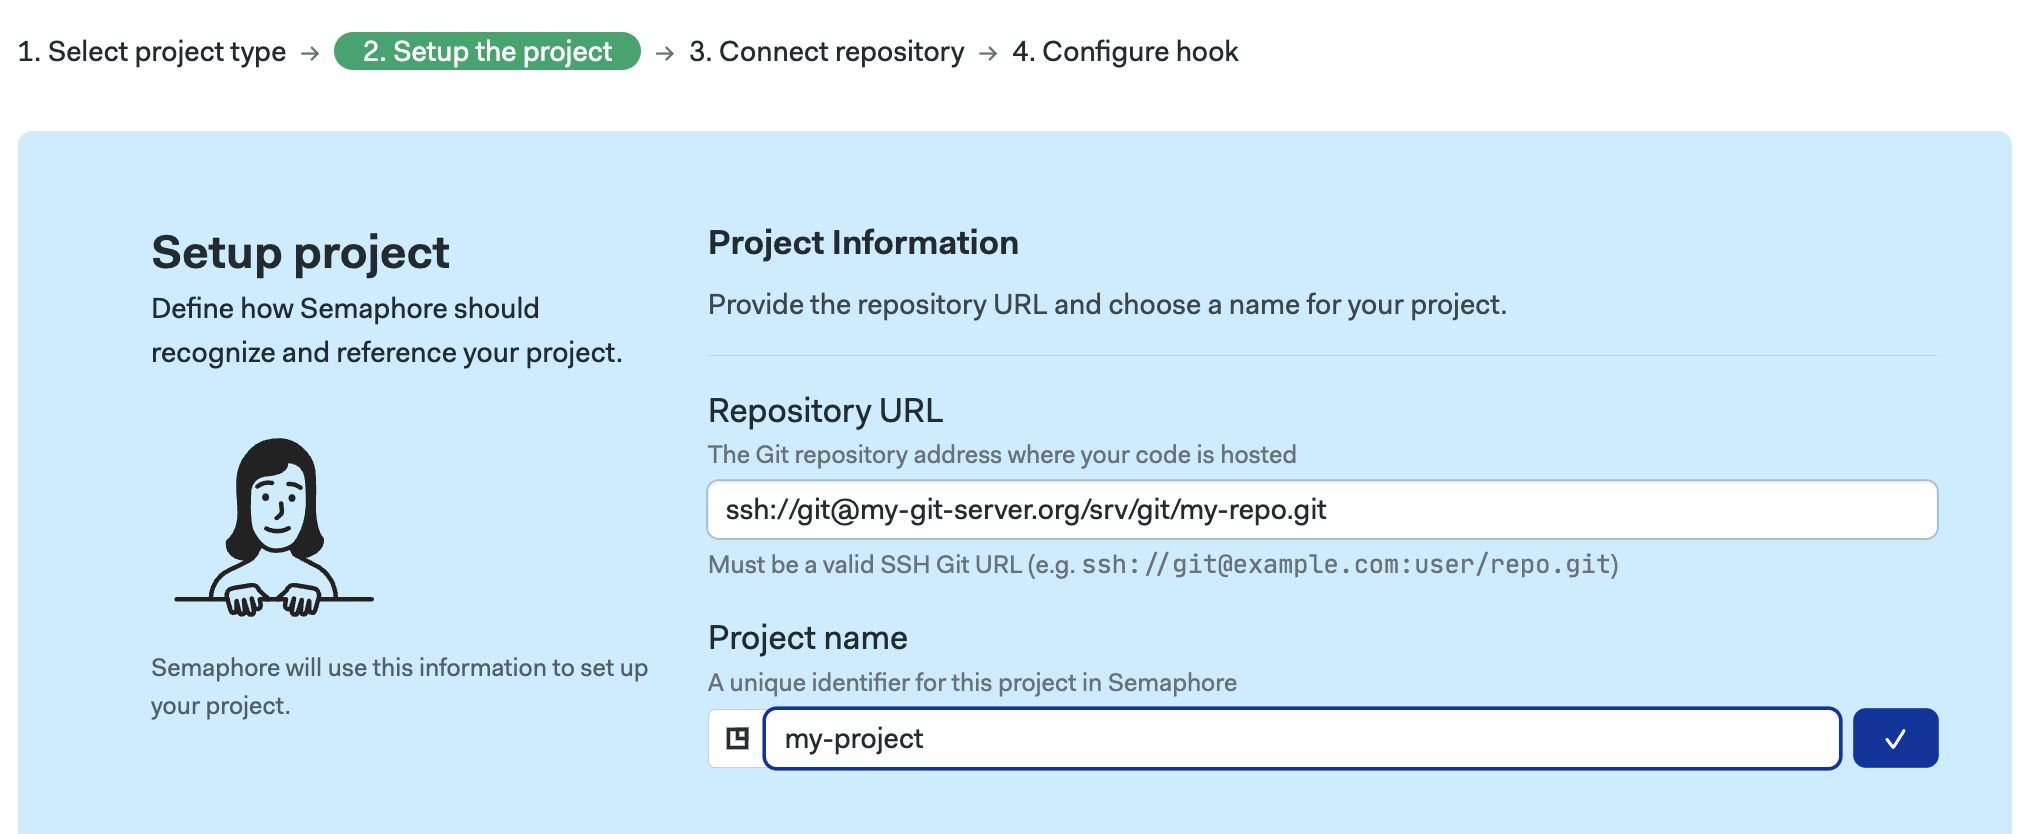 1. Select project type → 2. Setup the project → 3. Connect repository → 4. Configure hook
Setup project
Define how Semaphore should
recognize and reference your project.
Semaphore will use this information to set up
your project.
Project Information
Provide the repository URL and choose a name for your project.
Repository URL
The Git repository address where your code is hosted
ssh://git@my-git-server.org/srv/git/my-repo.git
Must be a valid SSH Git URL (e.g. ssh://git@example.com:user/repo.git)
Project name
A unique identifier for this project in Semaphore
my-project